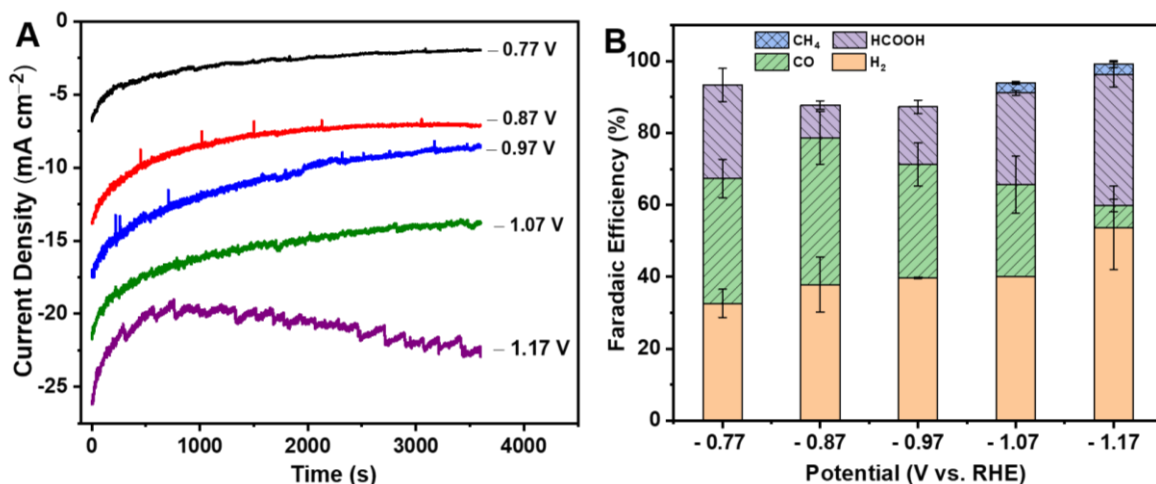 A
0
-5
-10
-15
-20
-25
Current Density (mA cm⁻²)
– 0.77 V
– 0.87 V
– 0.97 V
– 1.07 V
– 1.17 V
0 1000 2000 3000 4000
Time (s)
B
CH₄ HCOOH
CO H₂
100
80
60
40
20
0
Faradaic Efficiency (%)
- 0.77 - 0.87 - 0.97 - 1.07 - 1.17
Potential (V vs. RHE)